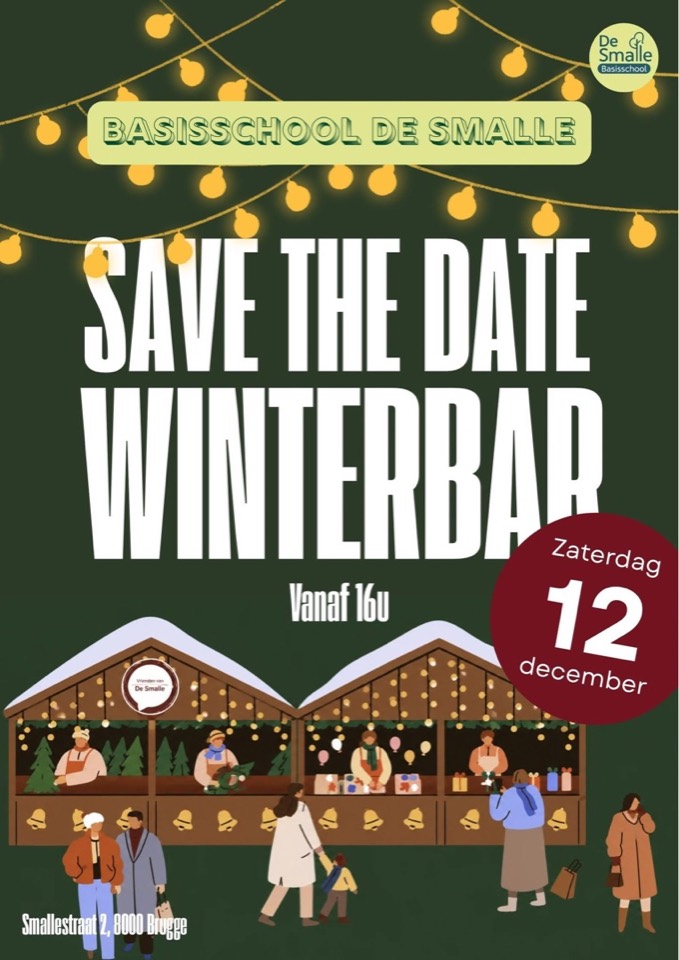 De
Smalle
Basisschool
BASISSCHOOL DE SMALLE
SAVE THE DATE
WINTERBAR
Vanaf 16u
Zaterdag
12
december
Vrienden van
De Smalle
Smallestraat 2, 8000 Brugge